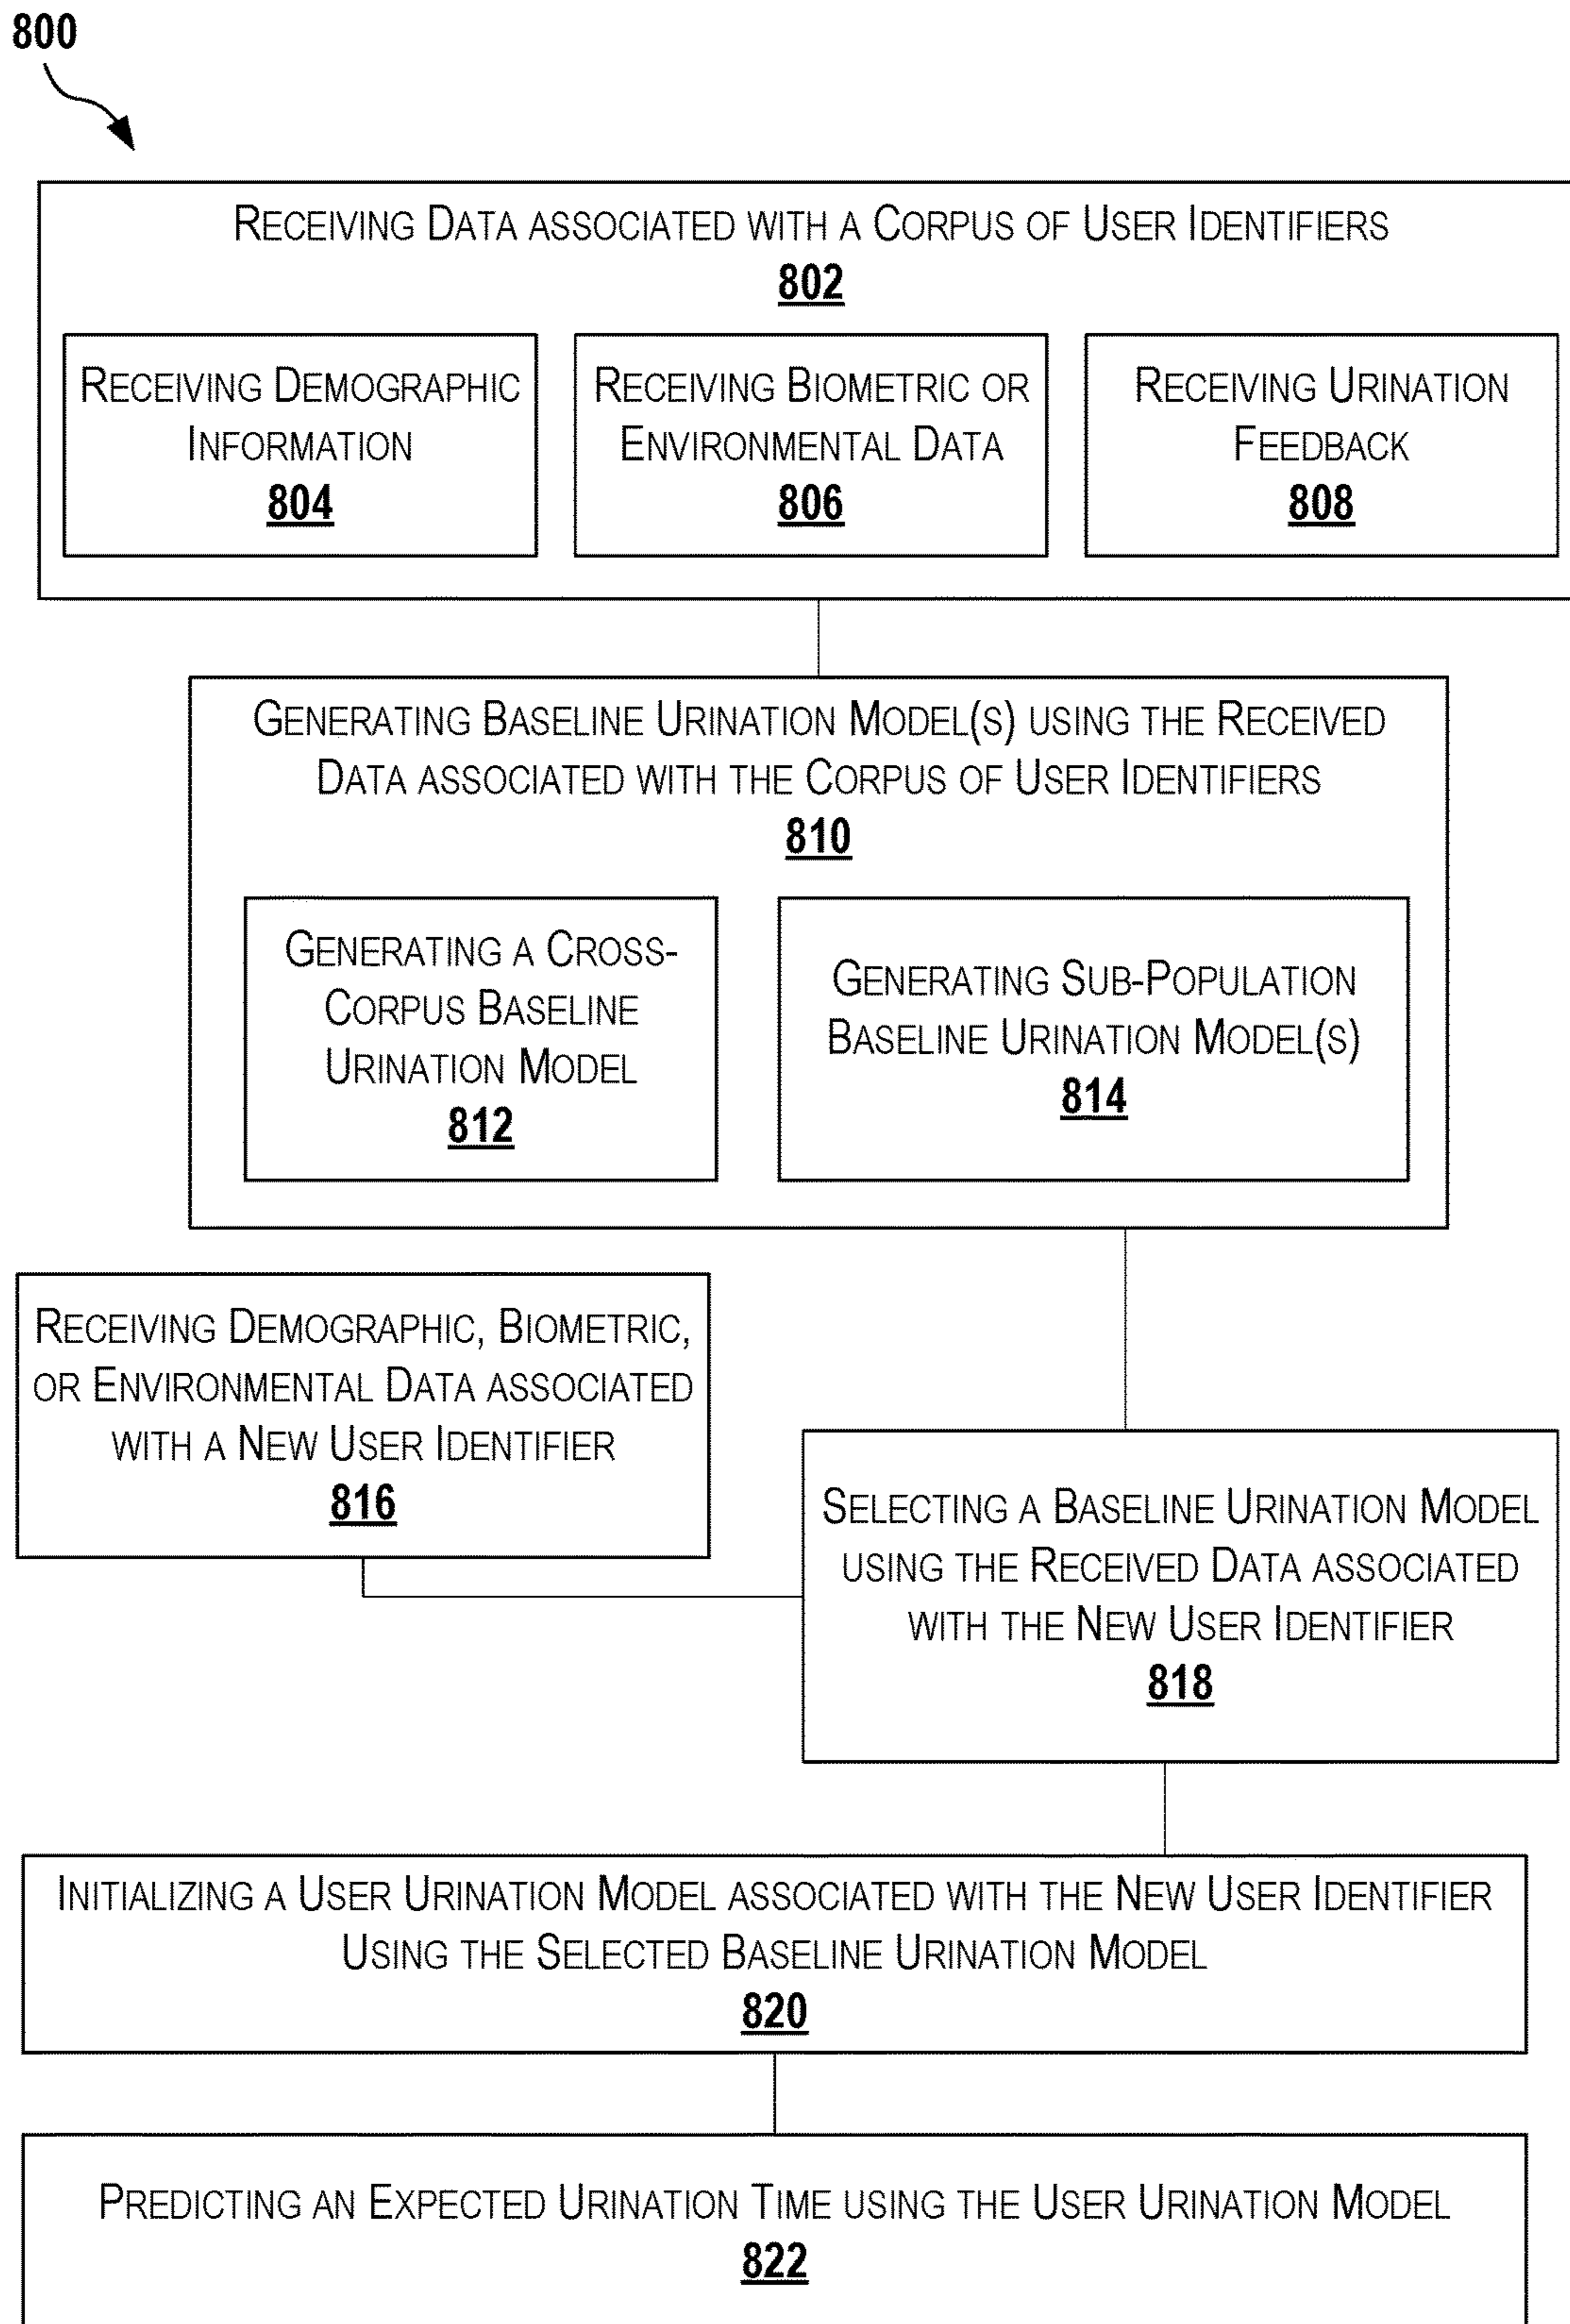 800
Receiving Data associated with a Corpus of User Identifiers
802
Receiving Demographic
Information
804
Receiving Biometric or
Environmental Data
806
Receiving Urination
Feedback
808
Generating Baseline Urination Model(s) using the Received
Data associated with the Corpus of User Identifiers
810
Generating a Cross-
Corpus Baseline
Urination Model
812
Generating Sub-Population
Baseline Urination Model(s)
814
Receiving Demographic, Biometric,
or Environmental Data associated
with a New User Identifier
816
Selecting a Baseline Urination Model
using the Received Data associated
with the New User Identifier
818
Initializing a User Urination Model associated with the New User Identifier
Using the Selected Baseline Urination Model
820
Predicting an Expected Urination Time using the User Urination Model
822